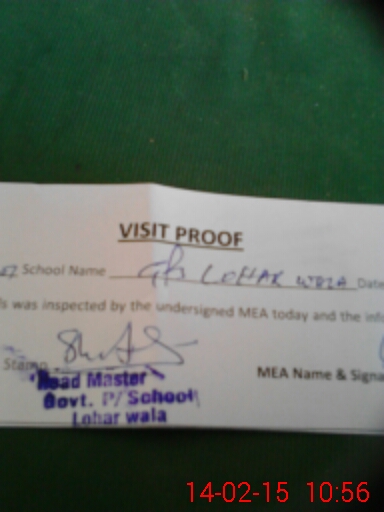 VISIT PROOF
School Name LOHAR WALA Date
was inspected by the undersigned MEA today and the info
Stamp
MEA Name & Signa
Head Master
Govt. P/School
Lohar wala
14-02-15 10:56